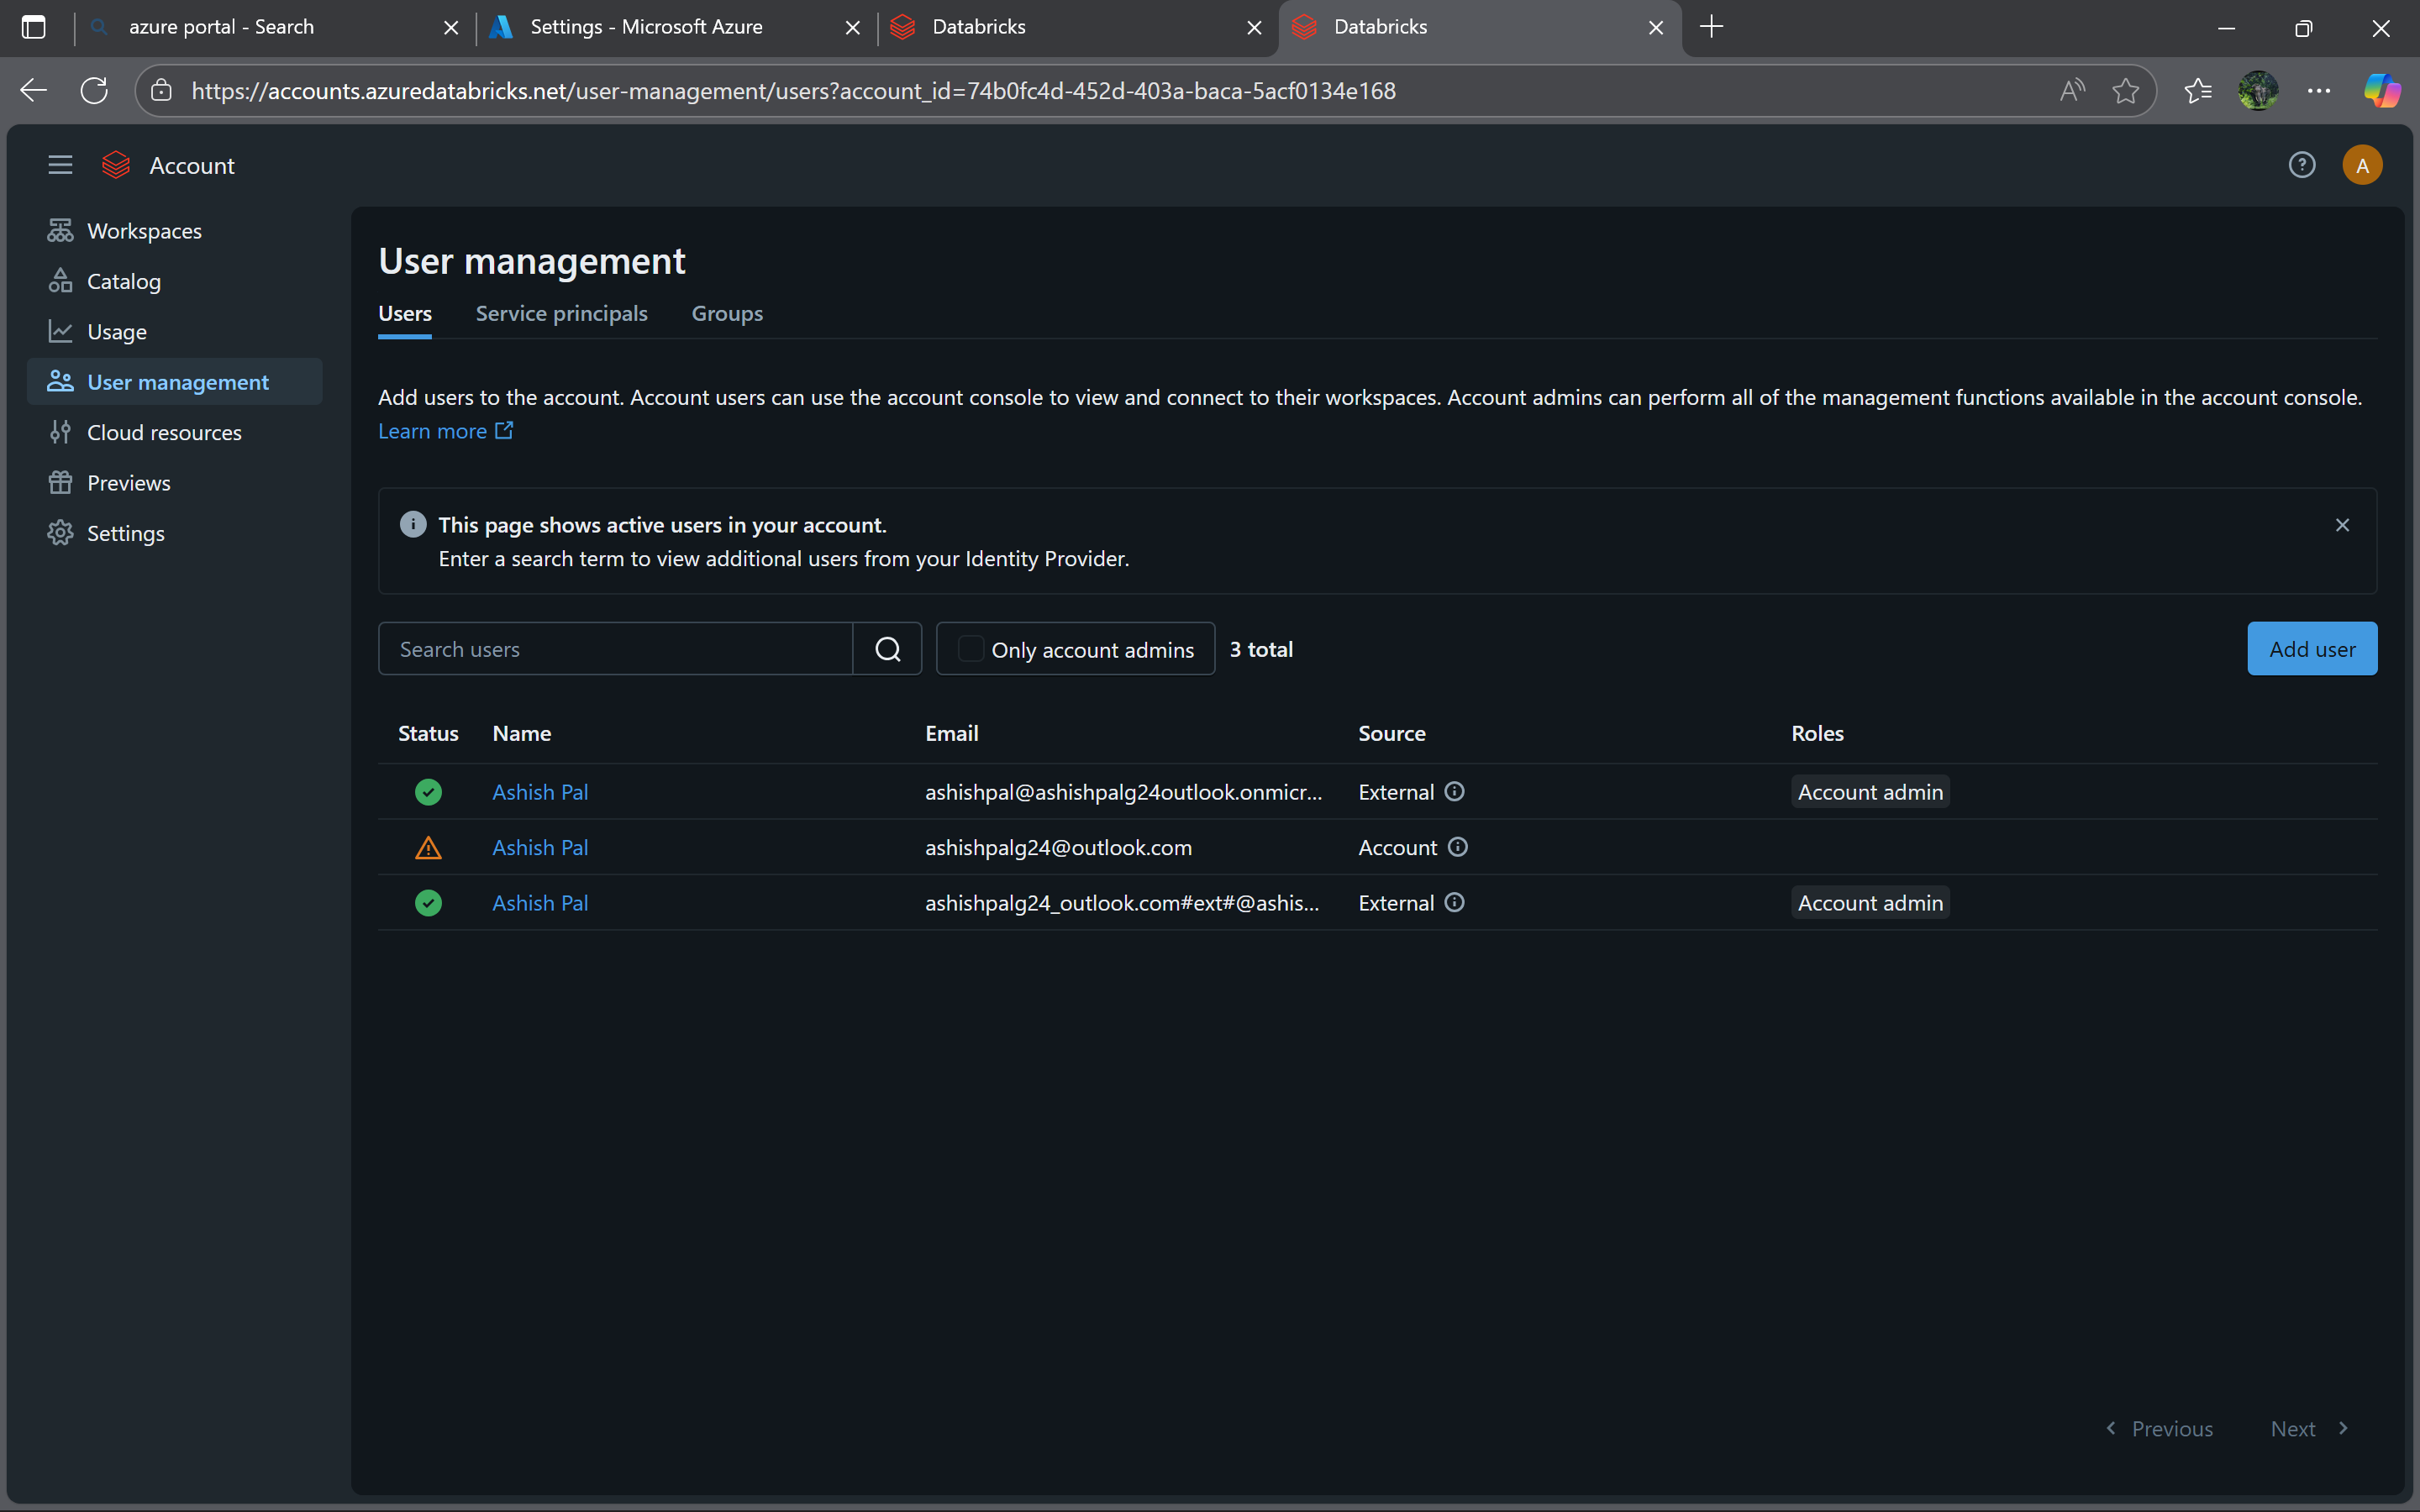 azure portal - Search
Settings - Microsoft Azure
Databricks
Databricks
https://accounts.azuredatabricks.net/user-management/users?account_id=74b0fc4d-452d-403a-baca-5acf0134e168
Account
A
Workspaces
Catalog
Usage
User management
Cloud resources
Previews
Settings
User management
Users Service principals Groups
Add users to the account. Account users can use the account console to view and connect to their workspaces. Account admins can perform all of the management functions available in the account console.
Learn more
This page shows active users in your account.
Enter a search term to view additional users from your Identity Provider.
Search users Only account admins 3 total Add user
Status Name Email Source Roles
Ashish Pal ashishpal@ashishpalg24outlook.onmicr... External Account admin
Ashish Pal ashishpalg24@outlook.com Account
Ashish Pal ashishpalg24_outlook.com#ext#@ashis... External Account admin
Previous Next